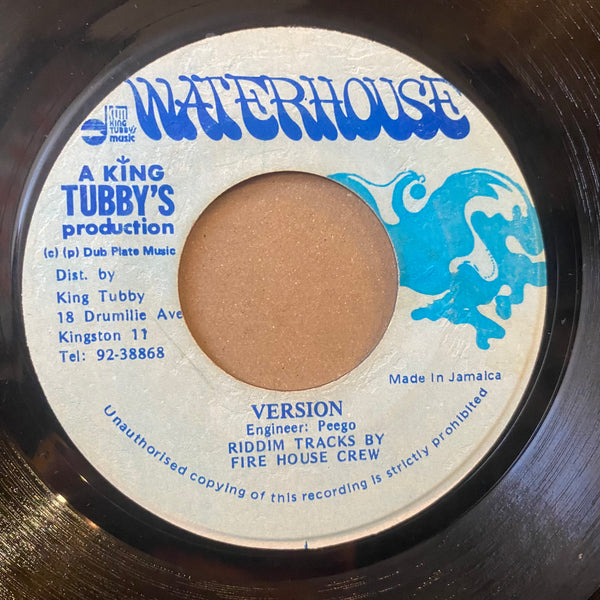 WATERHOUSE
KTM
KING
TUBBY'S
music
A KING
TUBBY'S
production
(c) (p) Dub Plate Music
Dist. by
King Tubby
18 Drumilie Ave
Kingston 11
Tel: 92-38868
Made In Jamaica
VERSION
Engineer: Peego
RIDDIM TRACKS BY
FIRE HOUSE CREW
Unauthorised copying of this recording is strictly prohibited